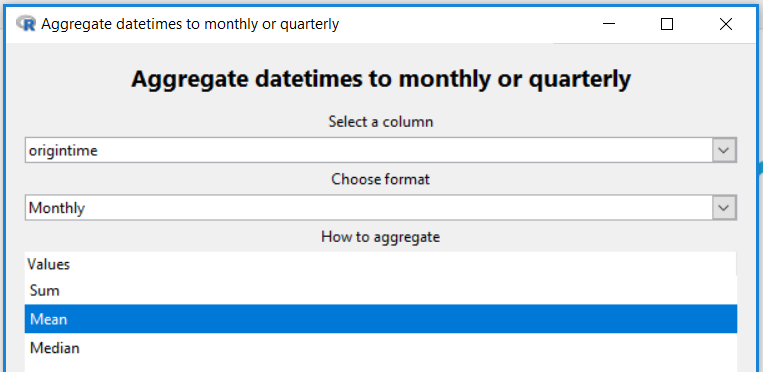 Aggregate datetimes to monthly or quarterly
Aggregate datetimes to monthly or quarterly
Select a column
origintime
Choose format
Monthly
How to aggregate
Values
Sum
Mean
Median